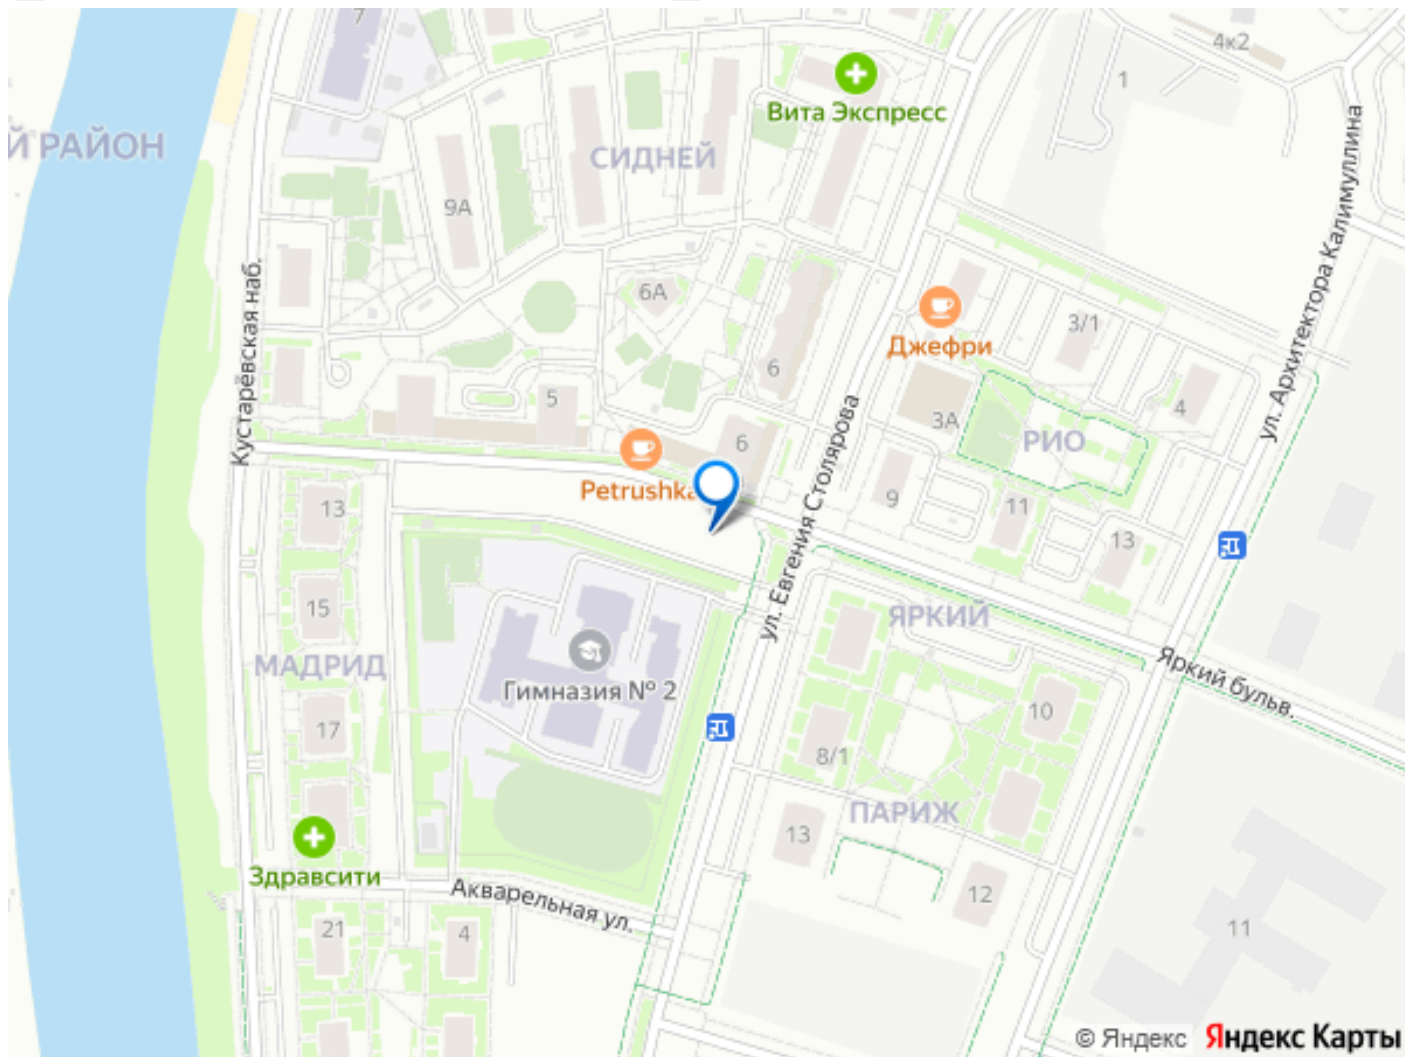 7
4к2
1
Вита Экспресс
Й РАЙОН
СИДНЕЙ
ул. Архитектора Калимуллина
9А
Кустарёвская наб.
6А
3/1
Джефри
6
5
4
3А
РИО
6
ул. Евгения Столярова
Petrushka
9
11
13
13
15
ЯРКИЙ
МАДРИД
Яркий бульв.
Гимназия № 2
17
10
8/1
ПАРИЖ
13
Здравсити
Акварельная ул.
12
21
4
11
© Яндекс Яндекс Карты